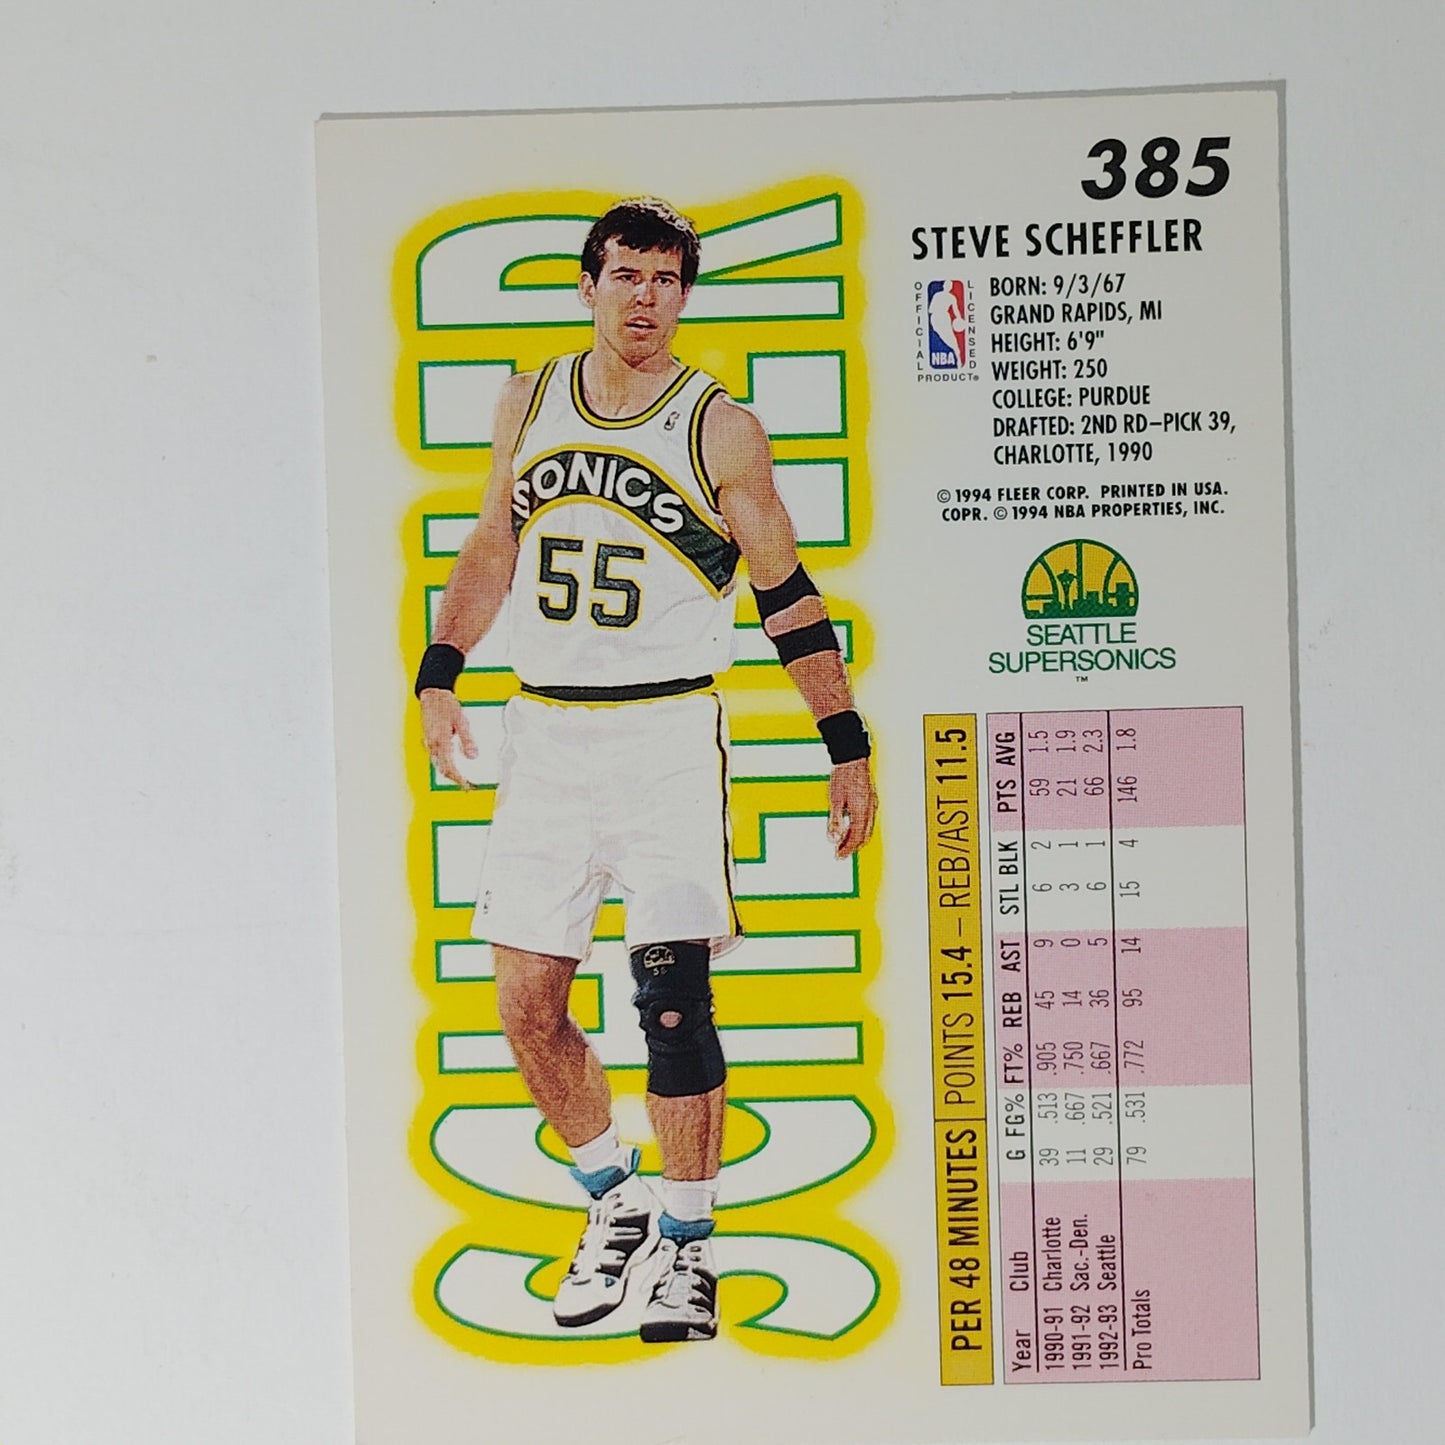 385
STEVE SCHEFFLER
OFFICIAL LICENSED
NBA
PRODUCT®
BORN: 9/3/67
GRAND RAPIDS, MI
HEIGHT: 6'9"
WEIGHT: 250
COLLEGE: PURDUE
DRAFTED: 2ND RD–PICK 39,
CHARLOTTE, 1990
© 1994 FLEER CORP. PRINTED IN USA.
COPR. © 1994 NBA PROPERTIES, INC.
SEATTLE
SUPERSONICS
™
SCHEFFLER
SONICS
55
PER 48 MINUTES | POINTS 15.4 – REB/AST 11.5
Year Club G FG% FT% REB AST STL BLK PTS AVG
1990-91 Charlotte 39 .513 .905 45 9 6 2 59 1.5
1991-92 Sac.-Den. 11 .667 .750 14 0 3 1 21 1.9
1992-93 Seattle 29 .521 .667 36 5 6 1 66 2.3
Pro Totals 79 .531 .772 95 14 15 4 146 1.8